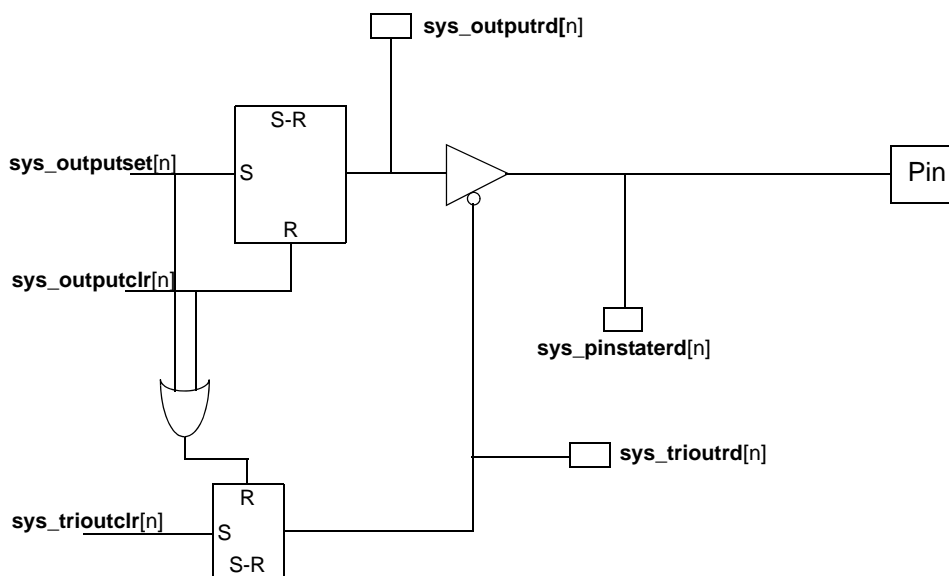 sys_outputrd[n]
S-R
sys_outputset[n]
S
Pin
R
sys_outputclr[n]
sys_pinstaterd[n]
sys_trioutrd[n]
R
sys_trioutclr[n]
S
S-R